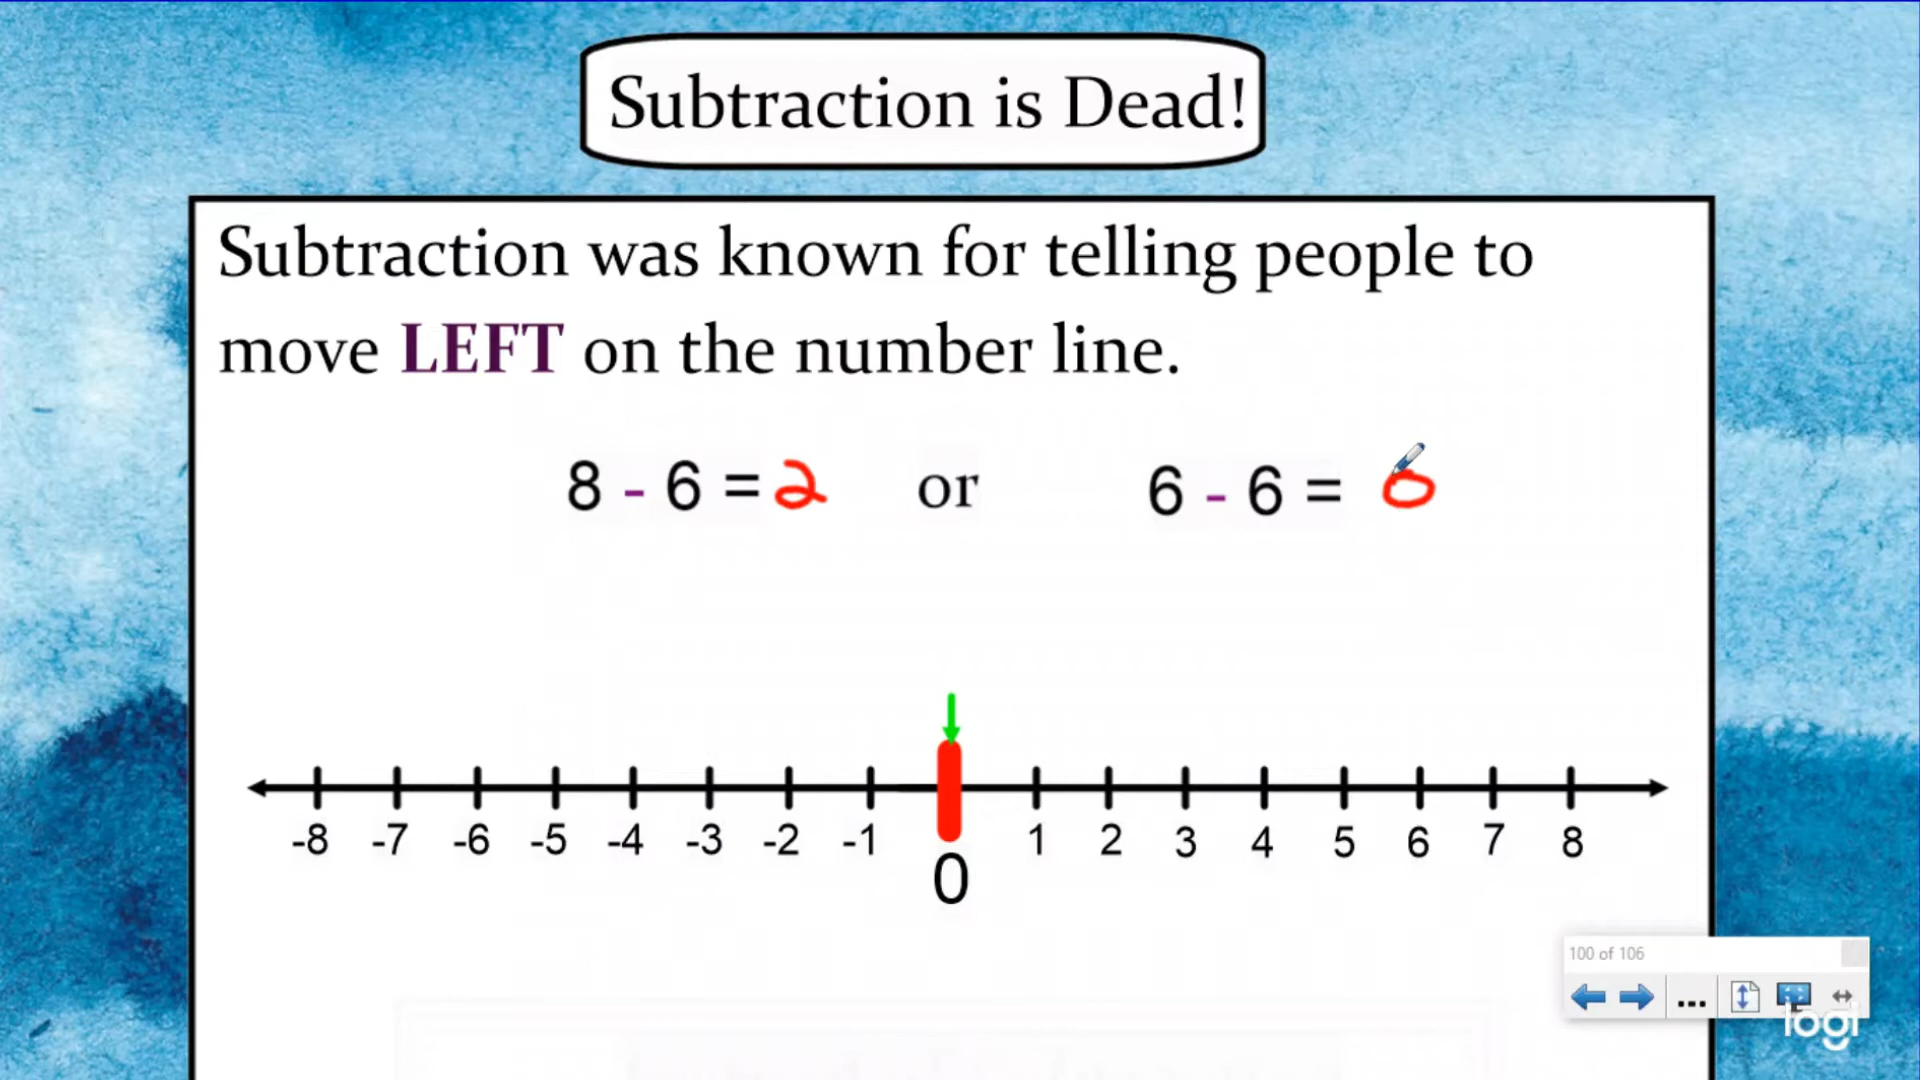 Subtraction is Dead!
Subtraction was known for telling people to
move LEFT on the number line.
8 - 6 = 2 or 6 - 6 = 0
-8 -7 -6 -5 -4 -3 -2 -1 0 1 2 3 4 5 6 7 8
100 of 106
...
logi